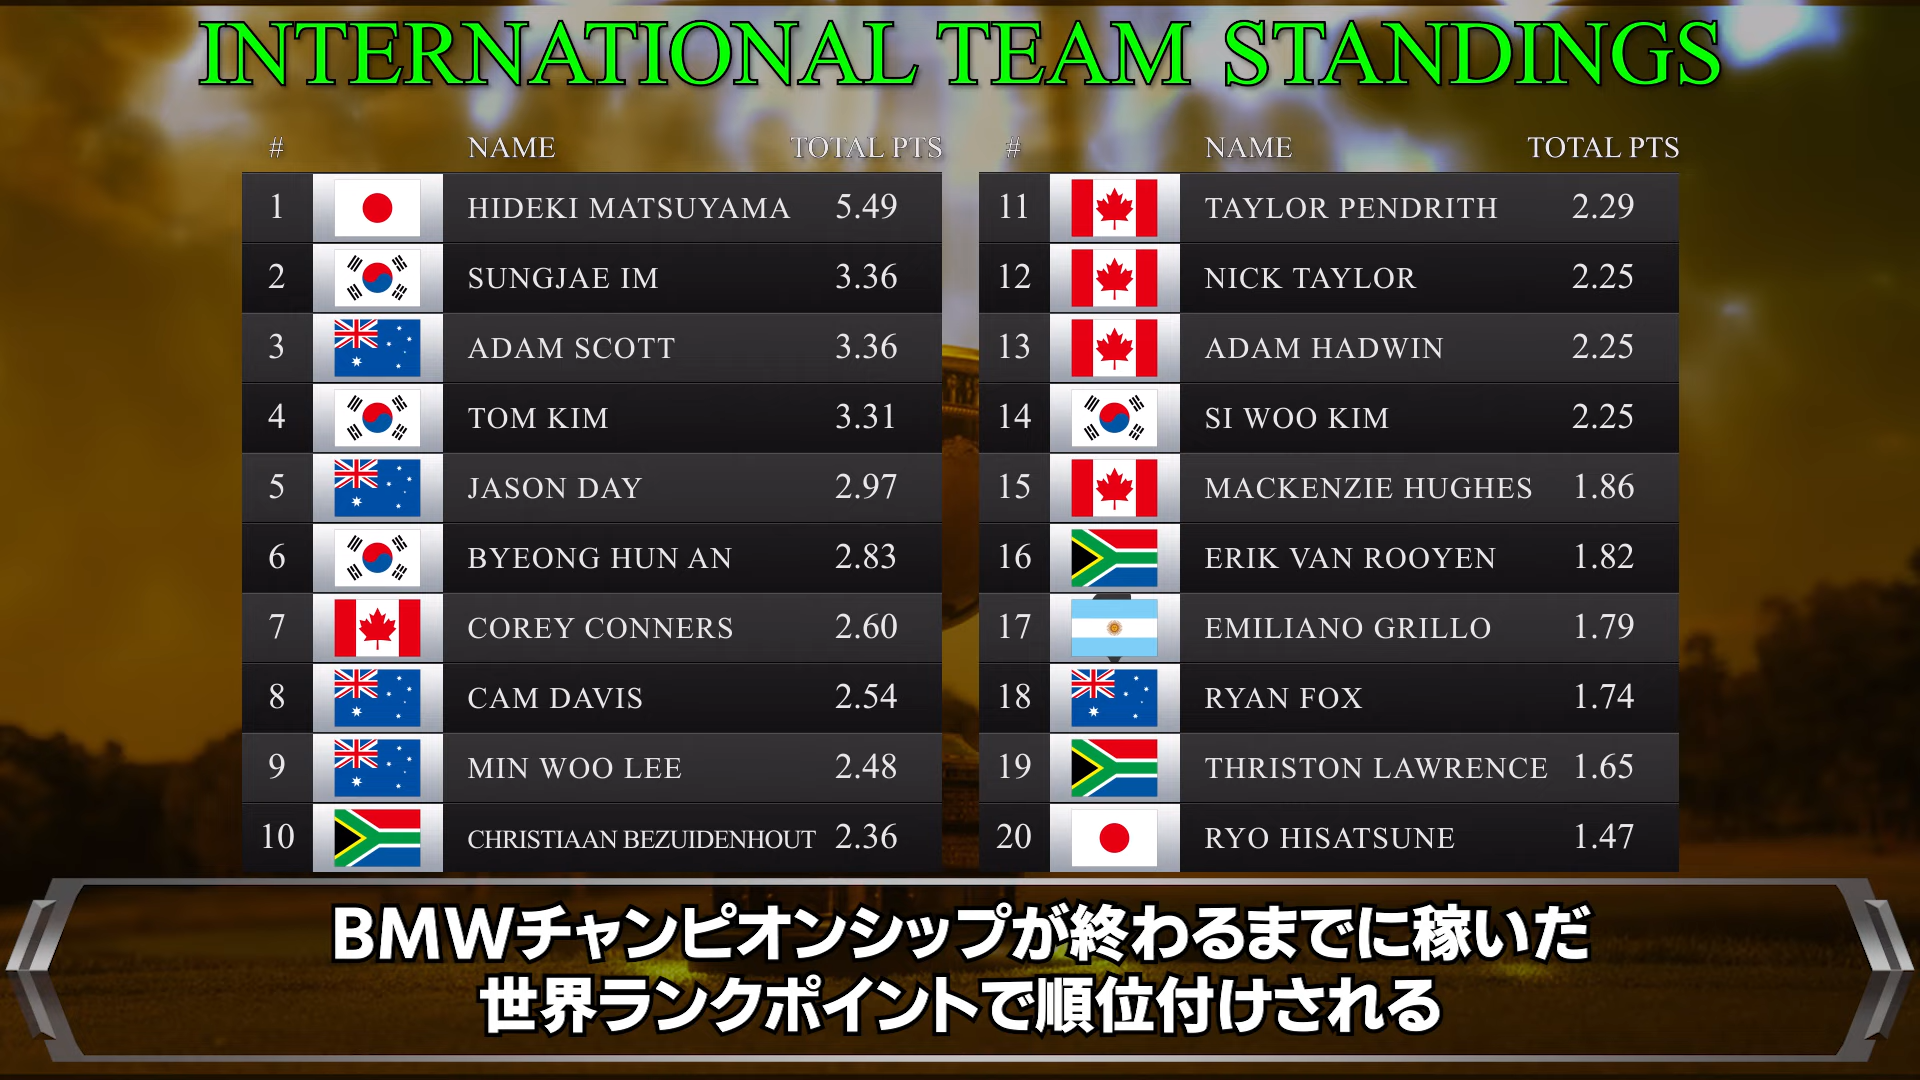 INTERNATIONAL TEAM STANDINGS
# NAME TOTAL PTS
1 HIDEKI MATSUYAMA 5.49
2 SUNGJAE IM 3.36
3 ADAM SCOTT 3.36
4 TOM KIM 3.31
5 JASON DAY 2.97
6 BYEONG HUN AN 2.83
7 COREY CONNERS 2.60
8 CAM DAVIS 2.54
9 MIN WOO LEE 2.48
10 CHRISTIAAN BEZUIDENHOUT 2.36
# NAME TOTAL PTS
11 TAYLOR PENDRITH 2.29
12 NICK TAYLOR 2.25
13 ADAM HADWIN 2.25
14 SI WOO KIM 2.25
15 MACKENZIE HUGHES 1.86
16 ERIK VAN ROOYEN 1.82
17 EMILIANO GRILLO 1.79
18 RYAN FOX 1.74
19 THRISTON LAWRENCE 1.65
20 RYO HISATSUNE 1.47
BMWチャンピオンシップが終わるまでに稼いだ
世界ランクポイントで順位付けされる